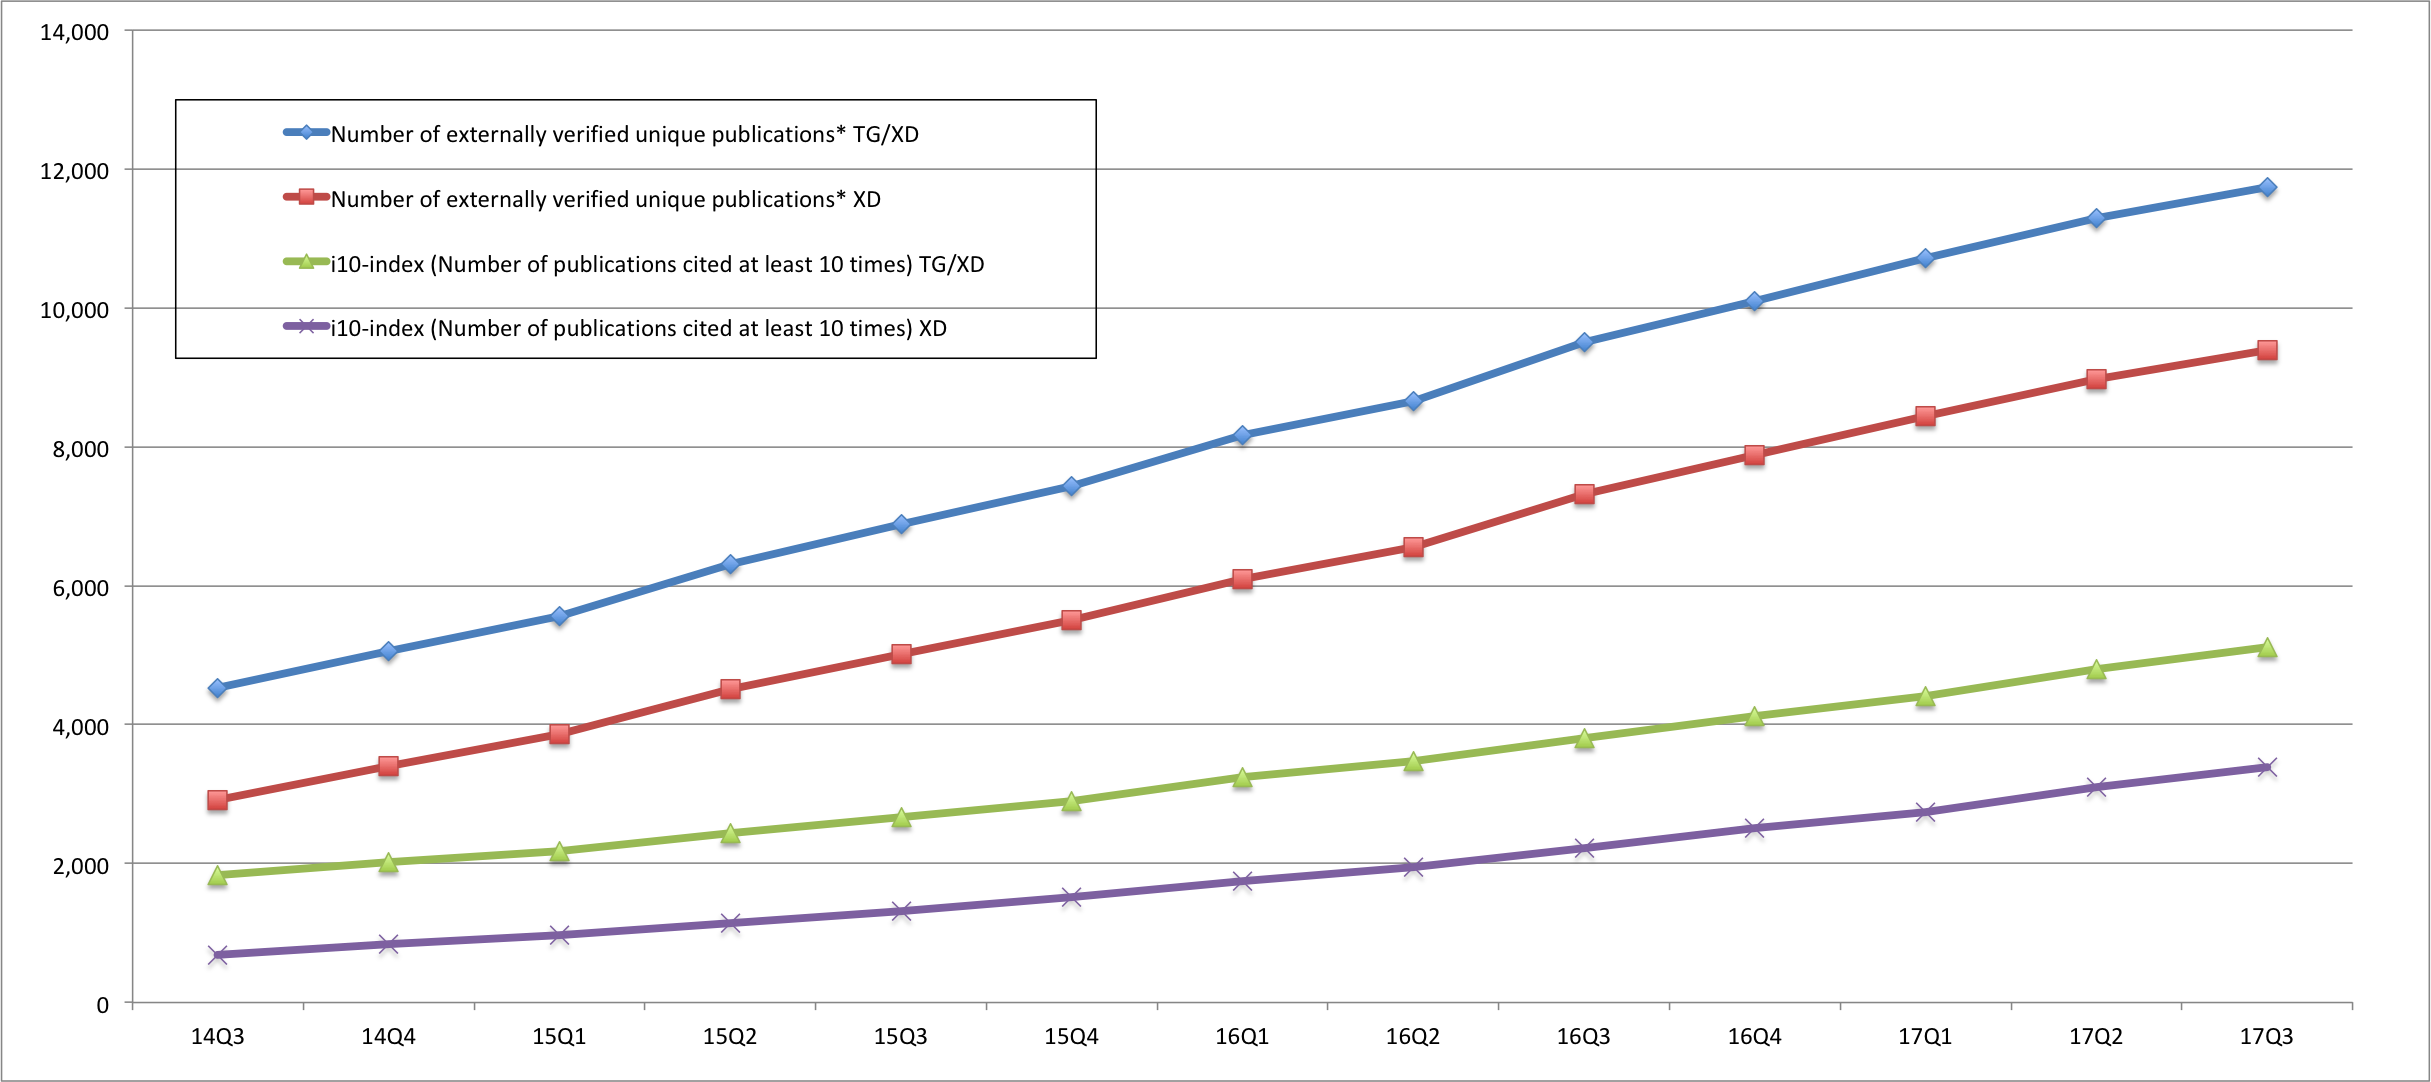 14,000
12,000
10,000
8,000
6,000
4,000
2,000
0
Number of externally verified unique publications* TG/XD
Number of externally verified unique publications* XD
i10-index (Number of publications cited at least 10 times) TG/XD
i10-index (Number of publications cited at least 10 times) XD
14Q3 14Q4 15Q1 15Q2 15Q3 15Q4 16Q1 16Q2 16Q3 16Q4 17Q1 17Q2 17Q3